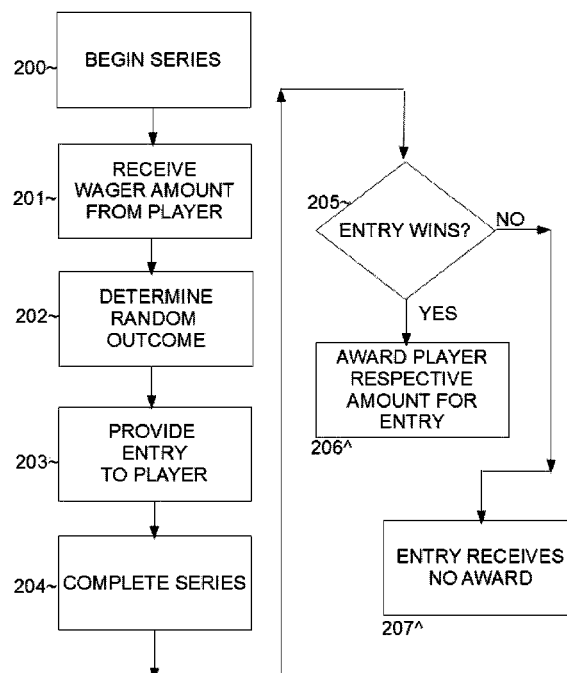 200~
BEGIN SERIES
201~
RECEIVE
WAGER AMOUNT
FROM PLAYER
202~
DETERMINE
RANDOM
OUTCOME
203~
PROVIDE
ENTRY
TO PLAYER
204~
COMPLETE SERIES
205~
ENTRY WINS?
NO
YES
AWARD PLAYER
RESPECTIVE
AMOUNT FOR
ENTRY
206^
ENTRY RECEIVES
NO AWARD
207^